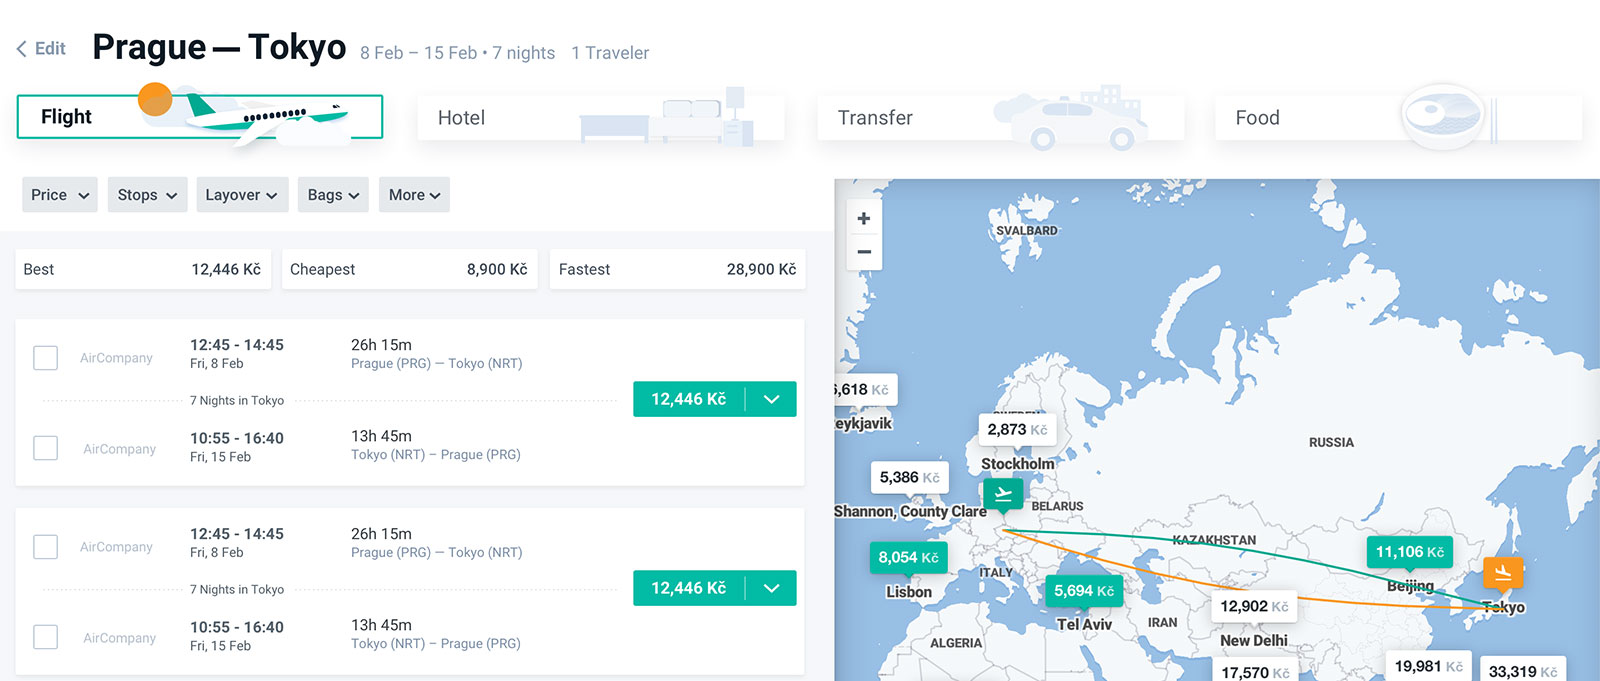 Edit
Prague — Tokyo
8 Feb – 15 Feb • 7 nights 1 Traveler
Flight
Hotel
Transfer
Food
Price
Stops
Layover
Bags
More
Best 12,446 Kč
Cheapest 8,900 Kč
Fastest 28,900 Kč
AirCompany
12:45 - 14:45
Fri, 8 Feb
26h 15m
Prague (PRG) — Tokyo (NRT)
7 Nights in Tokyo
12,446 Kč
AirCompany
10:55 - 16:40
Fri, 15 Feb
13h 45m
Tokyo (NRT) – Prague (PRG)
AirCompany
12:45 - 14:45
Fri, 8 Feb
26h 15m
Prague (PRG) — Tokyo (NRT)
7 Nights in Tokyo
12,446 Kč
AirCompany
10:55 - 16:40
Fri, 15 Feb
13h 45m
Tokyo (NRT) – Prague (PRG)
+
−
SVALBARD
,618 Kč
eykjavik
SWEDEN
2,873 Kč
Stockholm
RUSSIA
5,386 Kč
Shannon, County Clare
BELARUS
KAZAKHSTAN
11,106 Kč
Beijing
8,054 Kč
Lisbon
ITALY
5,694 Kč
Tel Aviv
Tokyo
12,902 Kč
New Delhi
IRAN
ALGERIA
17,570 Kč
19,981 Kč
33,319 Kč